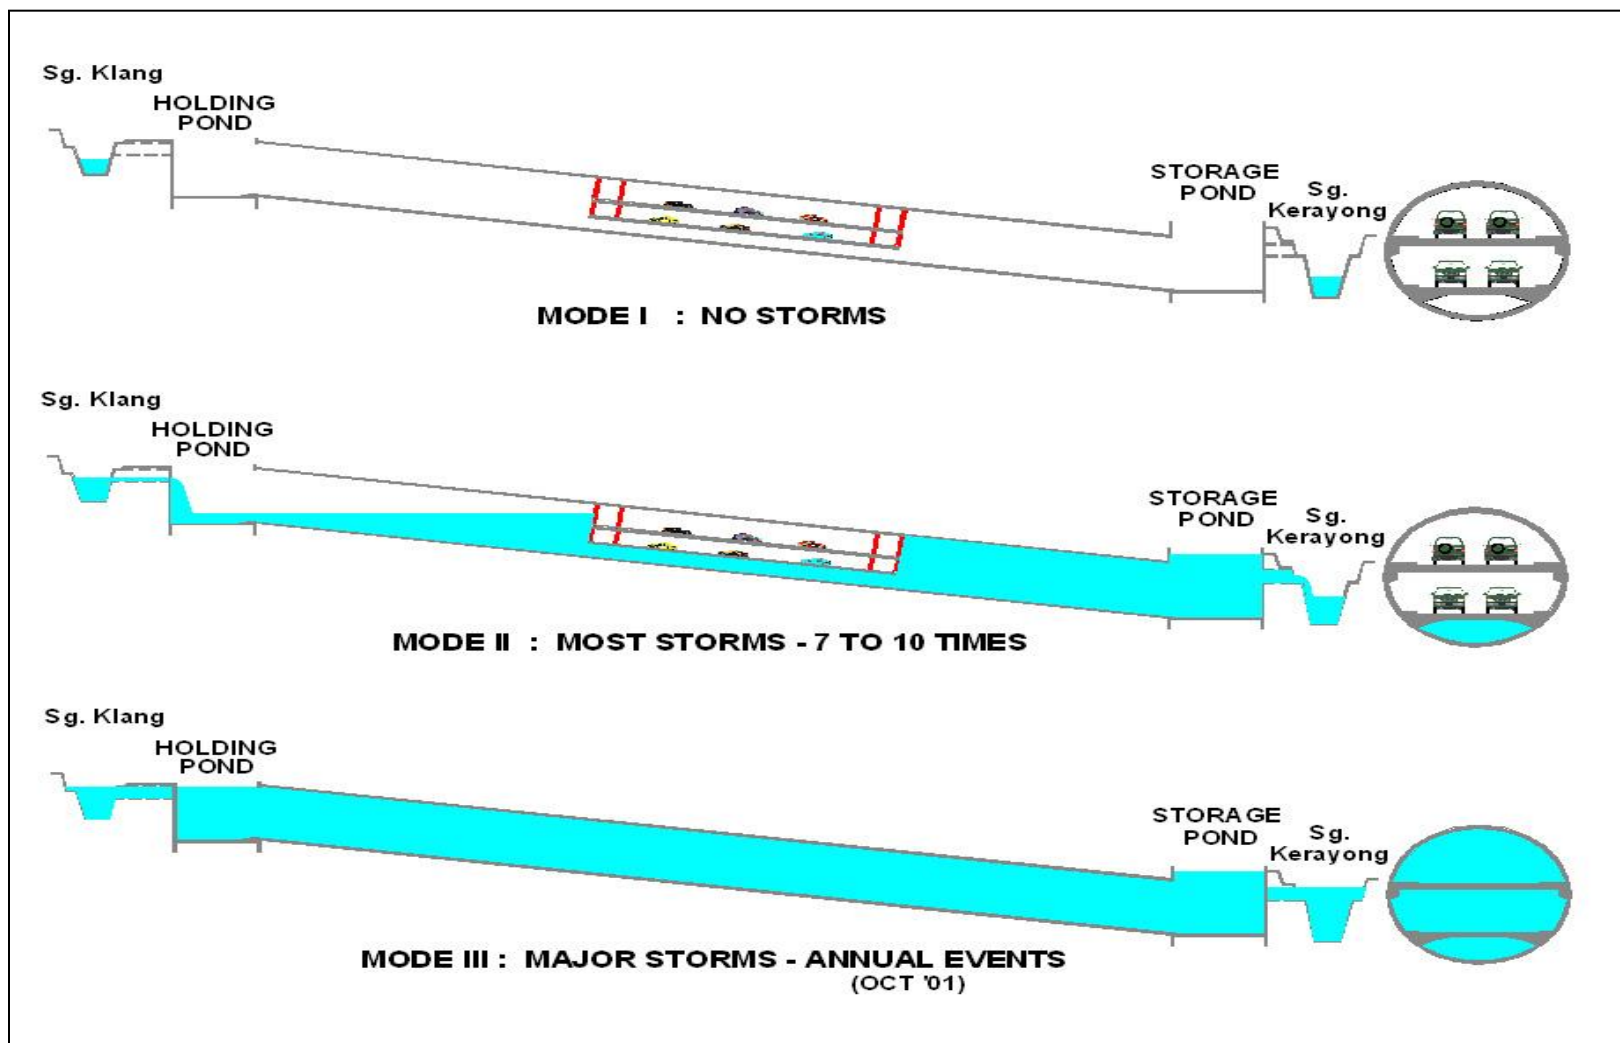 Sg. Klang
HOLDING
POND
STORAGE
POND
Sg.
Kerayong
MODE I : NO STORMS
Sg. Klang
HOLDING
POND
STORAGE
POND
Sg.
Kerayong
MODE II : MOST STORMS - 7 TO 10 TIMES
Sg. Klang
HOLDING
POND
STORAGE
POND
Sg.
Kerayong
MODE III : MAJOR STORMS - ANNUAL EVENTS
(OCT '01)